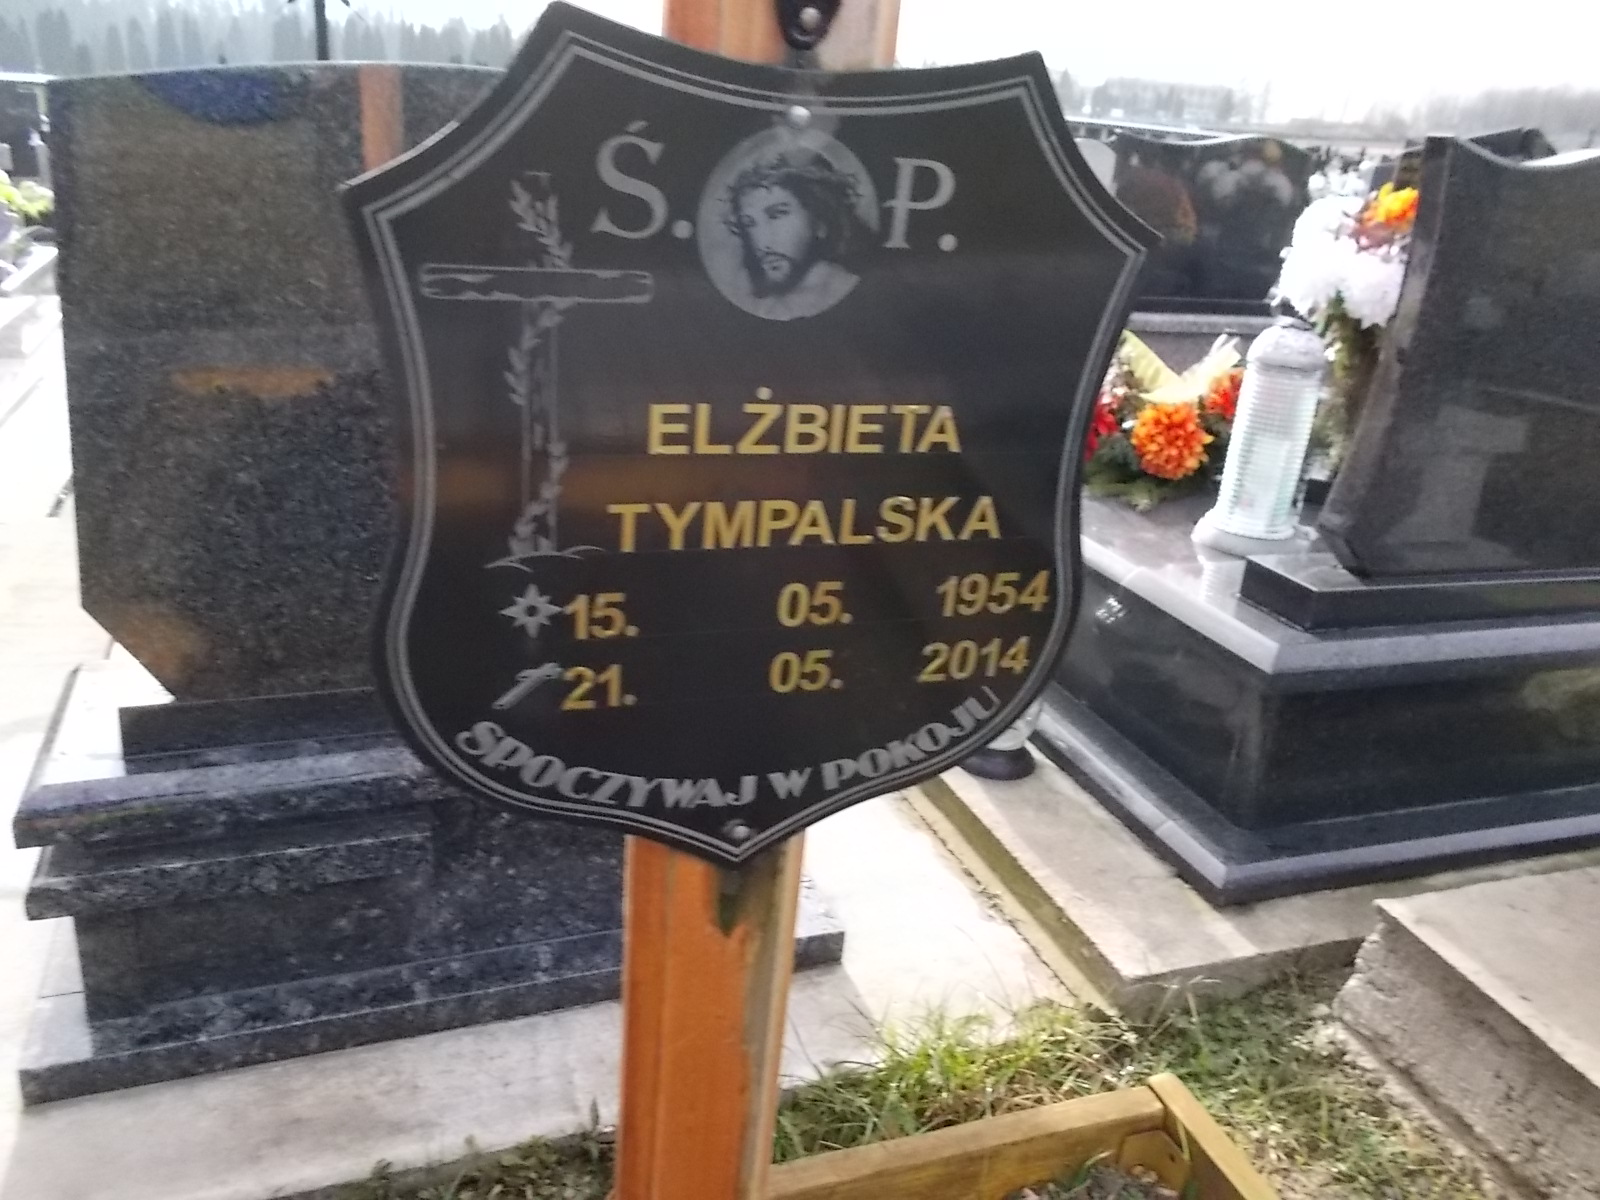 Ś. P.
ELŻBIETA
TYMPALSKA
15. 05. 1954
21. 05. 2014
SPOCZYWAJ W POKOJU